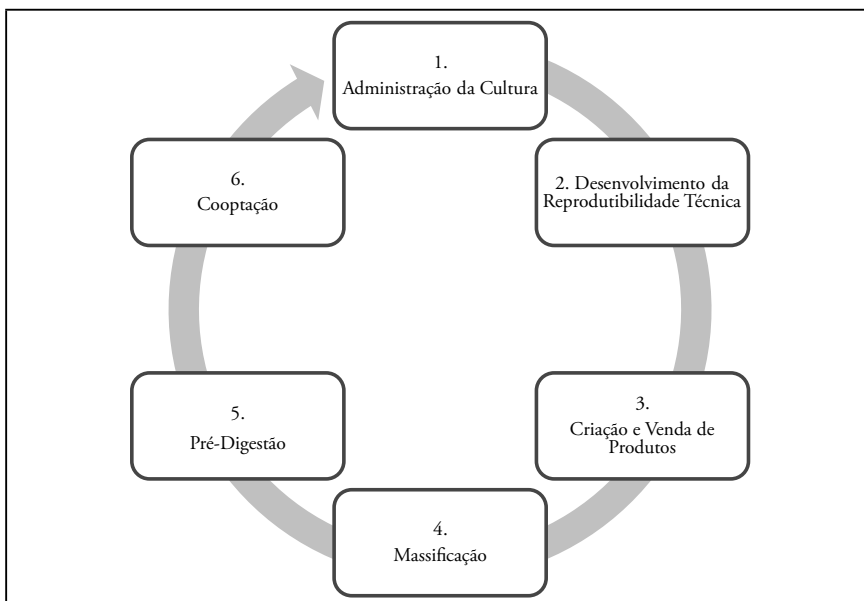 1.
Administração da Cultura
2. Desenvolvimento da
Reprodutibilidade Técnica
3.
Criação e Venda de
Produtos
4.
Massificação
5.
Pré-Digestão
6.
Cooptação